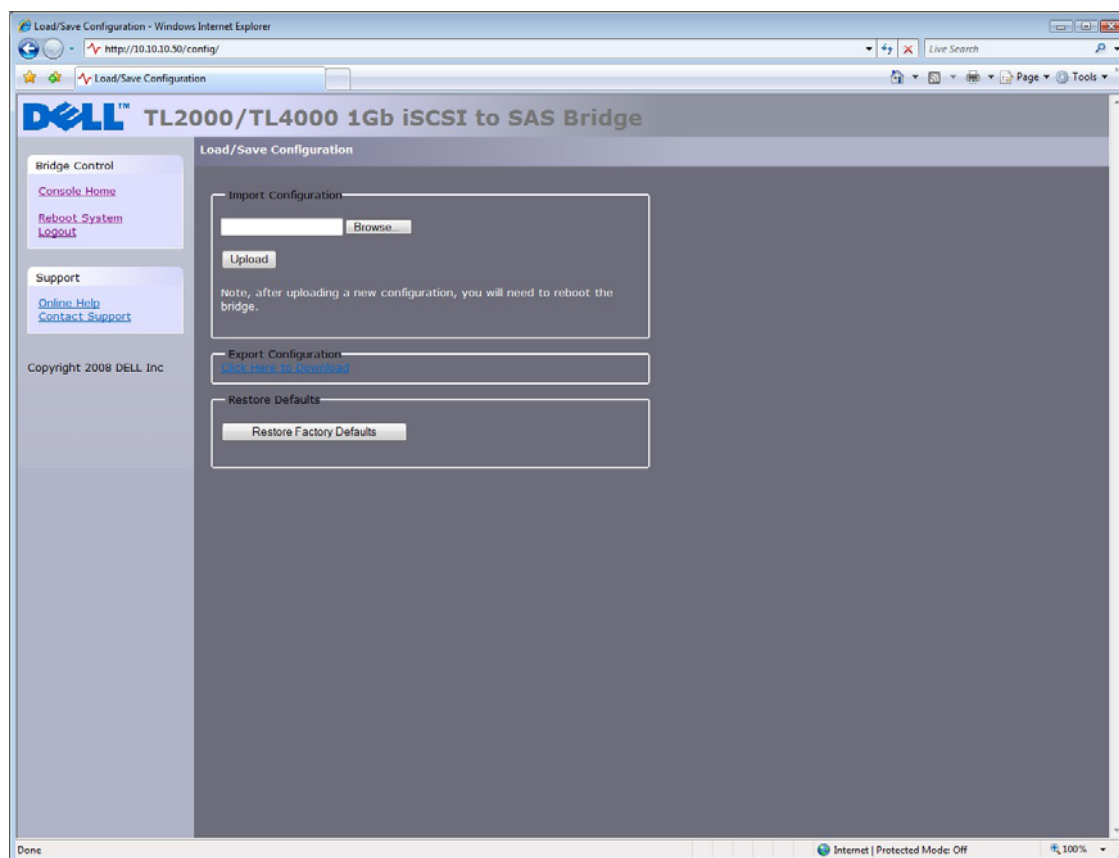 Load/Save Configuration - Windows Internet Explorer
http://10.10.10.50/config/
Live Search
Load/Save Configuration
Page
Tools
DELL™ TL2000/TL4000 1Gb iSCSI to SAS Bridge
Load/Save Configuration
Bridge Control
Console Home
Reboot System
Logout
Support
Online Help
Contact Support
Copyright 2008 DELL Inc
Import Configuration
Browse...
Upload
Note, after uploading a new configuration, you will need to reboot the
bridge.
Export Configuration
Click Here to Download
Restore Defaults
Restore Factory Defaults
Done
Internet | Protected Mode: Off
100%